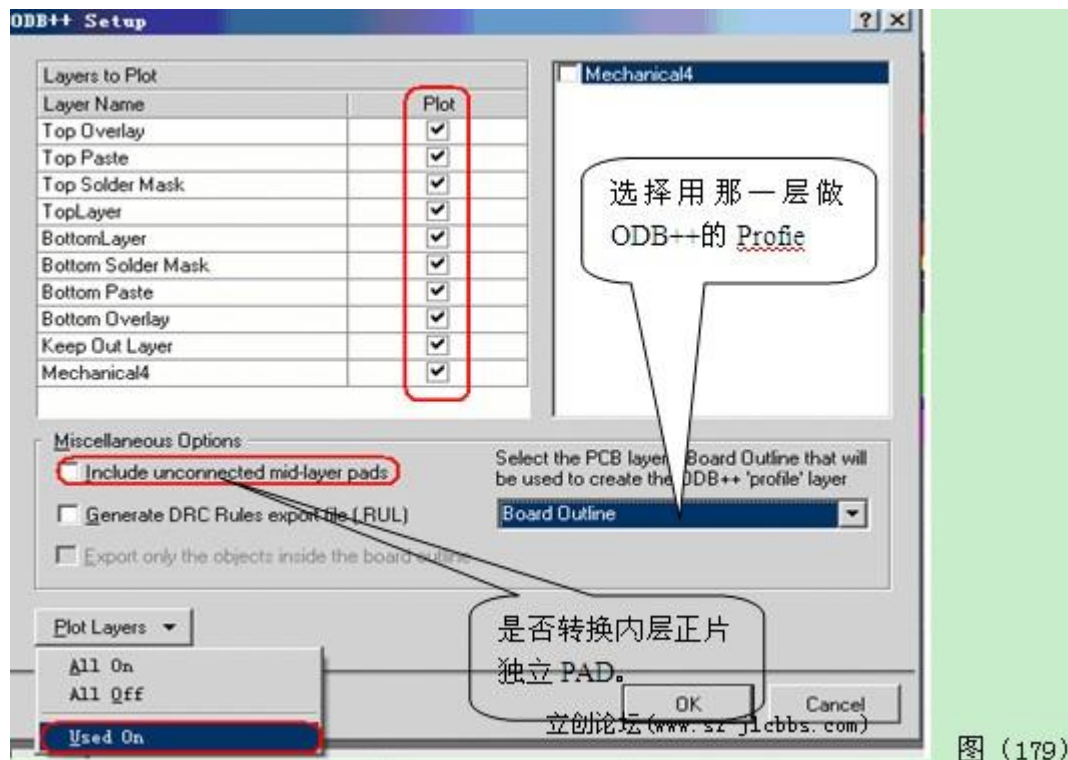 ODB++ Setup
Layers to Plot
Layer Name Plot
Top Overlay
Top Paste
Top Solder Mask
TopLayer
BottomLayer
Bottom Solder Mask
Bottom Paste
Bottom Overlay
Keep Out Layer
Mechanical4
Mechanical4
选择用那一层做
ODB++的 Profie
Miscellaneous Options
Include unconnected mid-layer pads
Generate DRC Rules export file (.RUL)
Export only the objects inside the board outline
Select the PCB layer Board Outline that will
be used to create the ODB++ 'profile' layer
Board Outline
是否转换内层正片
独立 PAD。
Plot Layers
All On
All Off
Used On
OK Cancel
立创论坛(www.sz-jlcbbs.com)
图 (179)